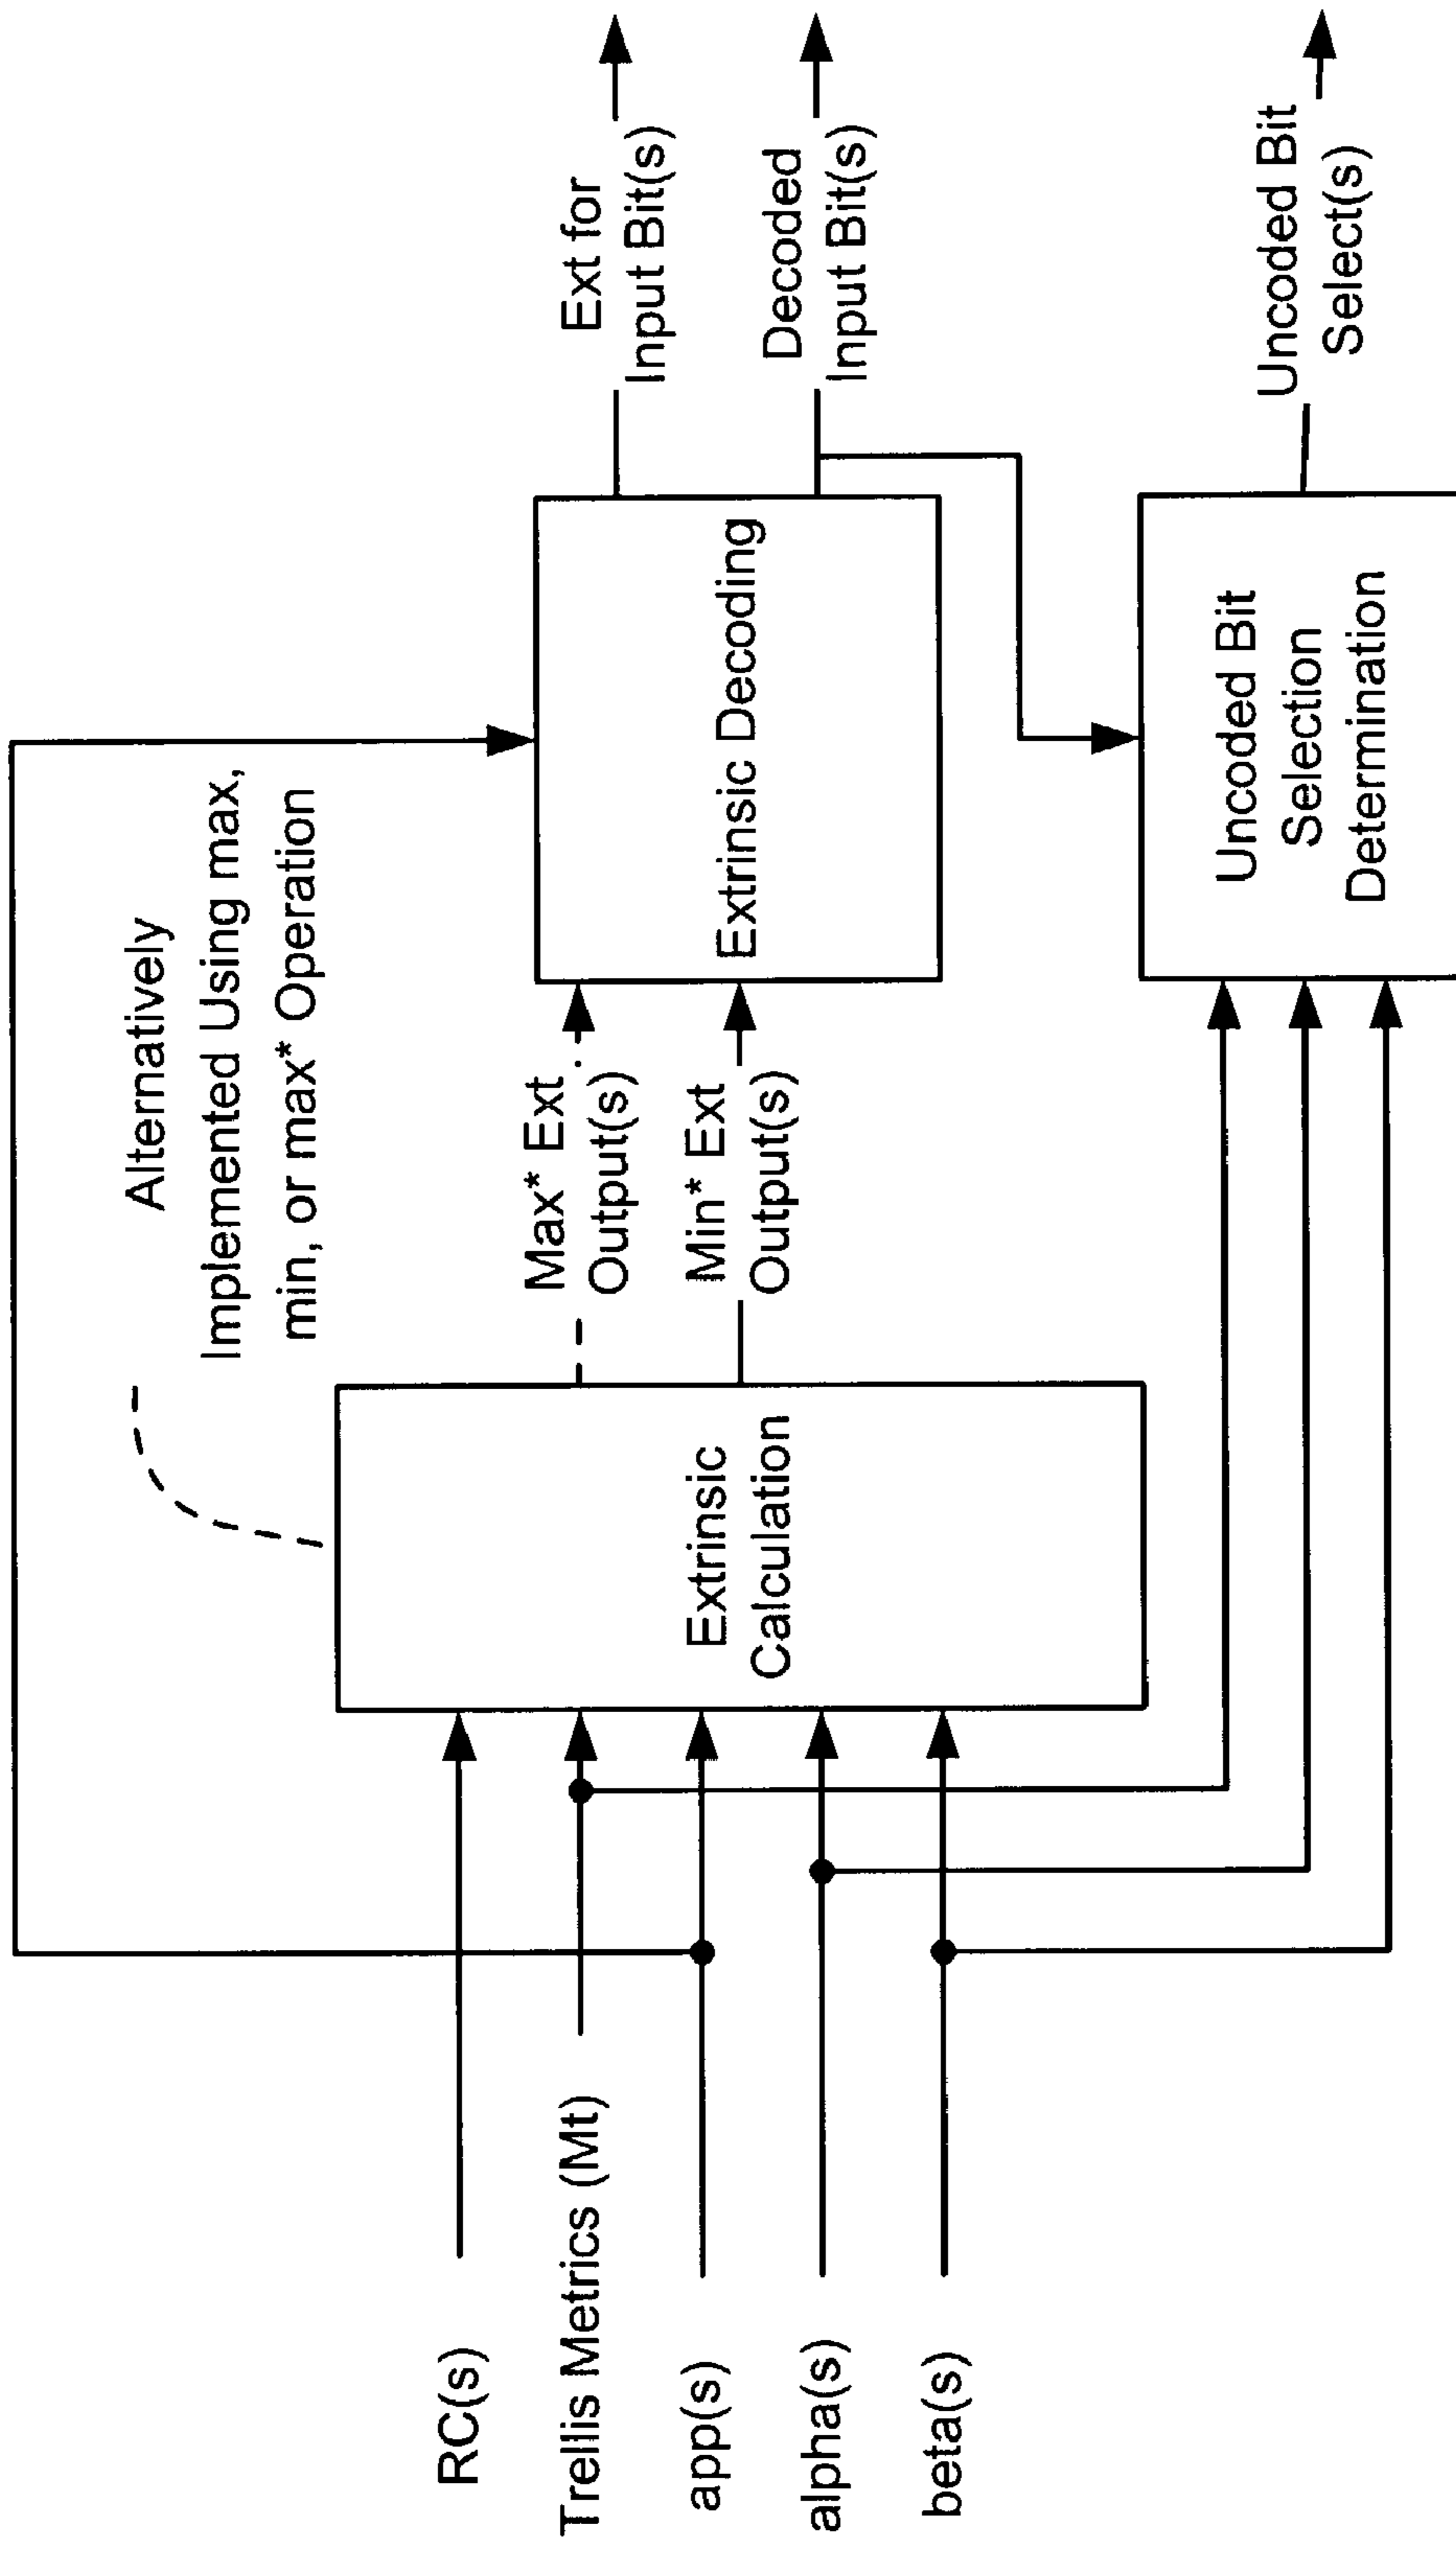 Alternatively
Implemented Using max,
min, or max* Operation
RC(s)
Trellis Metrics (Mt)
app(s)
alpha(s)
beta(s)
Extrinsic
Calculation
Max* Ext
Output(s)
Min* Ext
Output(s)
Extrinsic Decoding
Ext for
Input Bit(s)
Decoded
Input Bit(s)
Uncoded Bit
Selection
Determination
Uncoded Bit
Select(s)